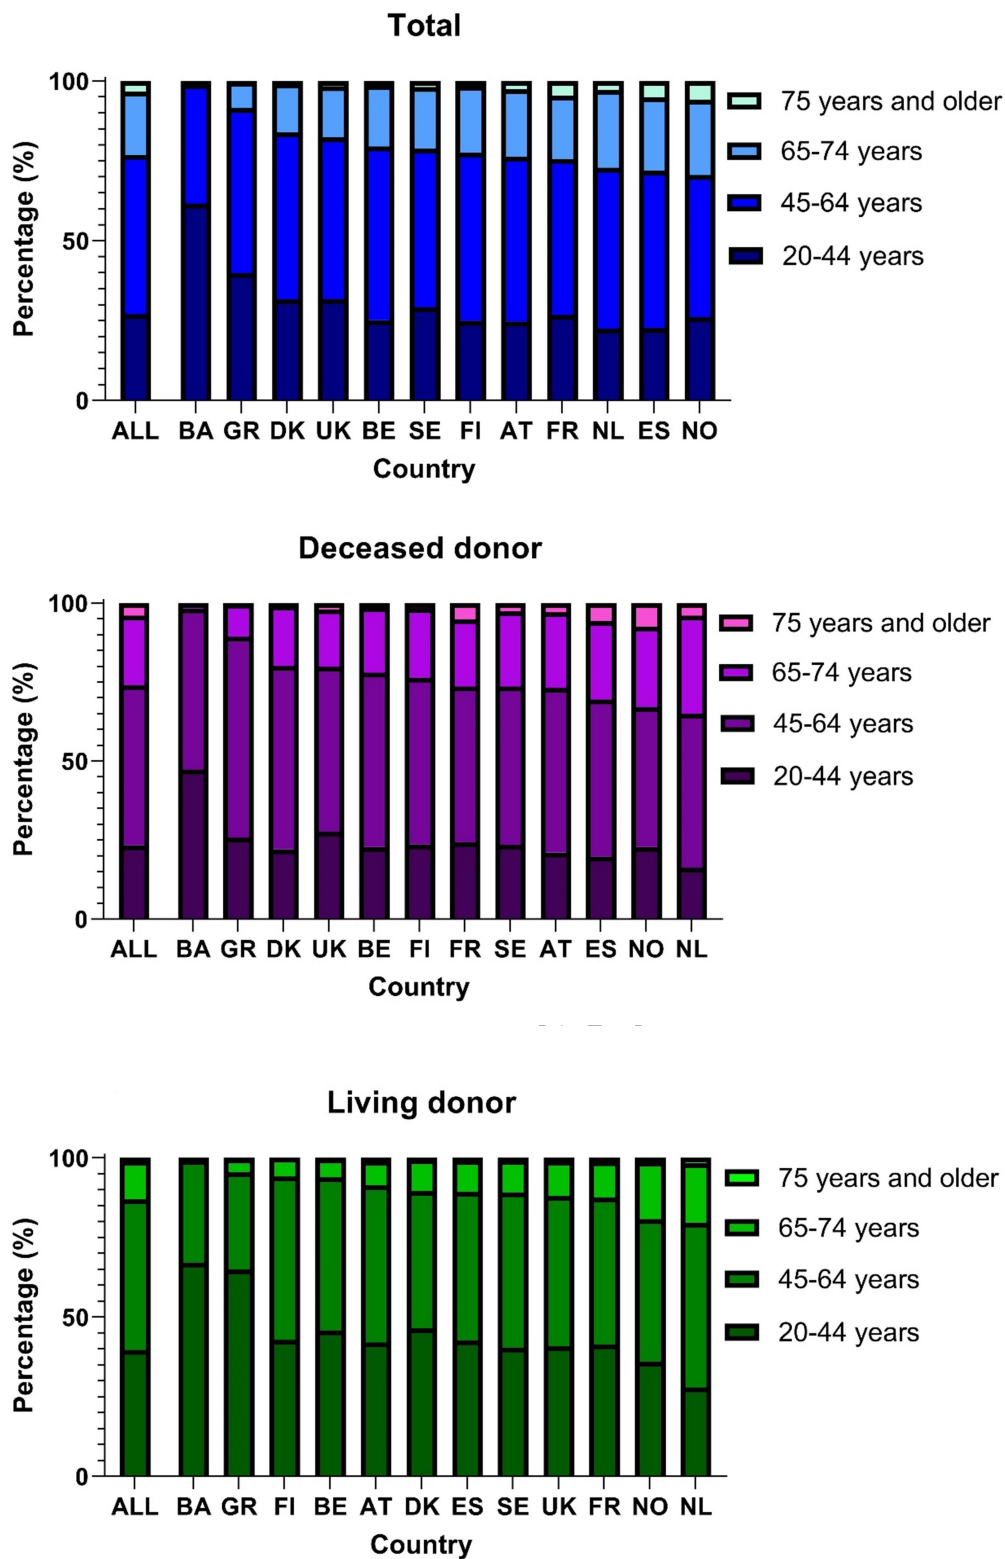 Total
Percentage (%)
100
50
0
ALL BA GR DK UK BE SE FI AT FR NL ES NO
Country
75 years and older
65-74 years
45-64 years
20-44 years
Deceased donor
Percentage (%)
100
50
0
ALL BA GR DK UK BE FI FR SE AT ES NO NL
Country
75 years and older
65-74 years
45-64 years
20-44 years
Living donor
Percentage (%)
100
50
0
ALL BA GR FI BE AT DK ES SE UK FR NO NL
Country
75 years and older
65-74 years
45-64 years
20-44 years